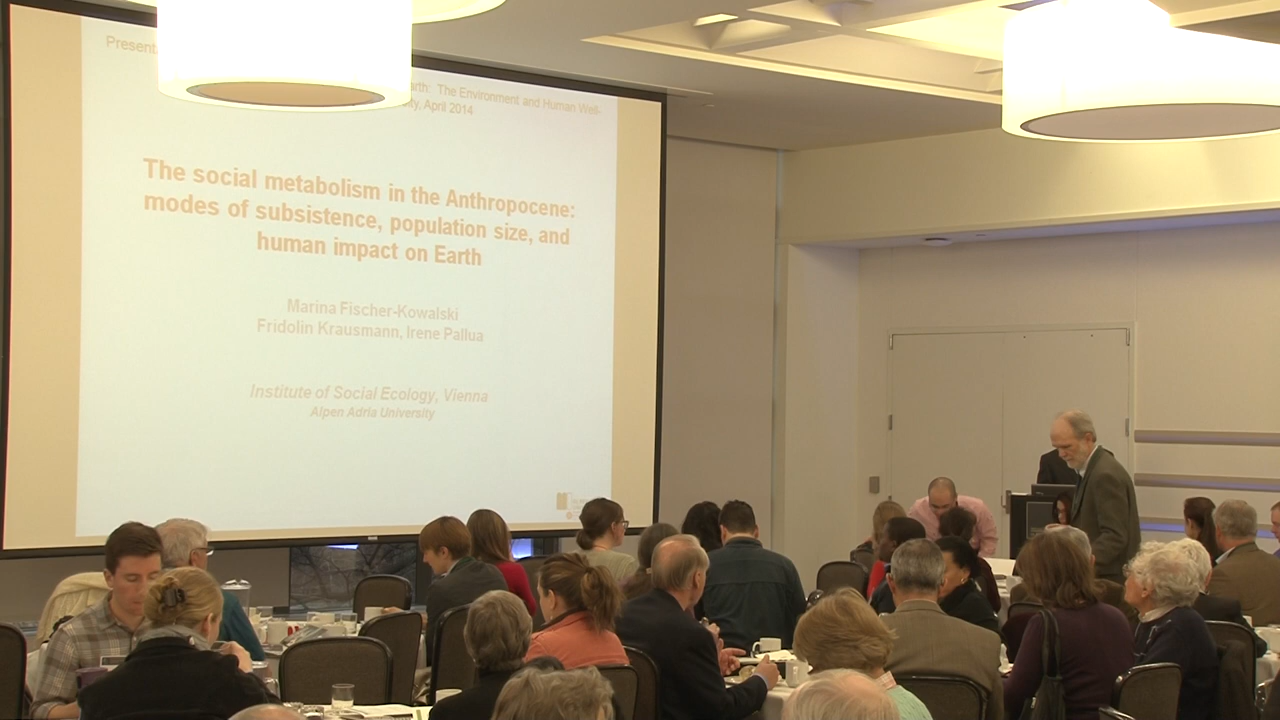 Present
arth: The Environment and Human Well-
ity, April 2014
The social metabolism in the Anthropocene:
modes of subsistence, population size, and
human impact on Earth
Marina Fischer-Kowalski
Fridolin Krausmann, Irene Pallua
Institute of Social Ecology, Vienna
Alpen Adria University